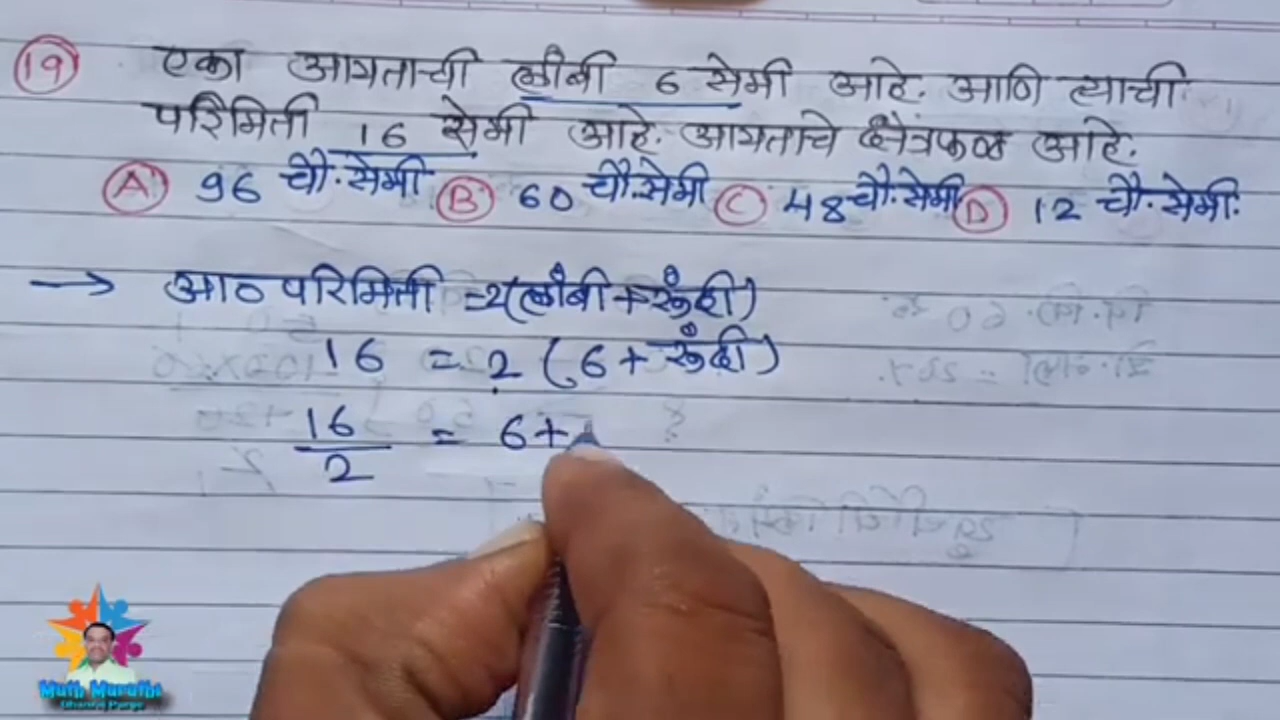 19 एका आयताची लांबी 6 सेमी आहे. आणि त्याची
परिमिती 16 सेमी आहे. आयताचे क्षेत्रफळ आहे.
A 96 चौ.सेमी B 60 चौ.सेमी C 48 चौ.सेमी D 12 चौ.सेमी.
→ आ० परिमिती =2(लांबी+रुंदी)
16 = 2 (6+रुंदी)
16/2 = 6+
Math Marathi